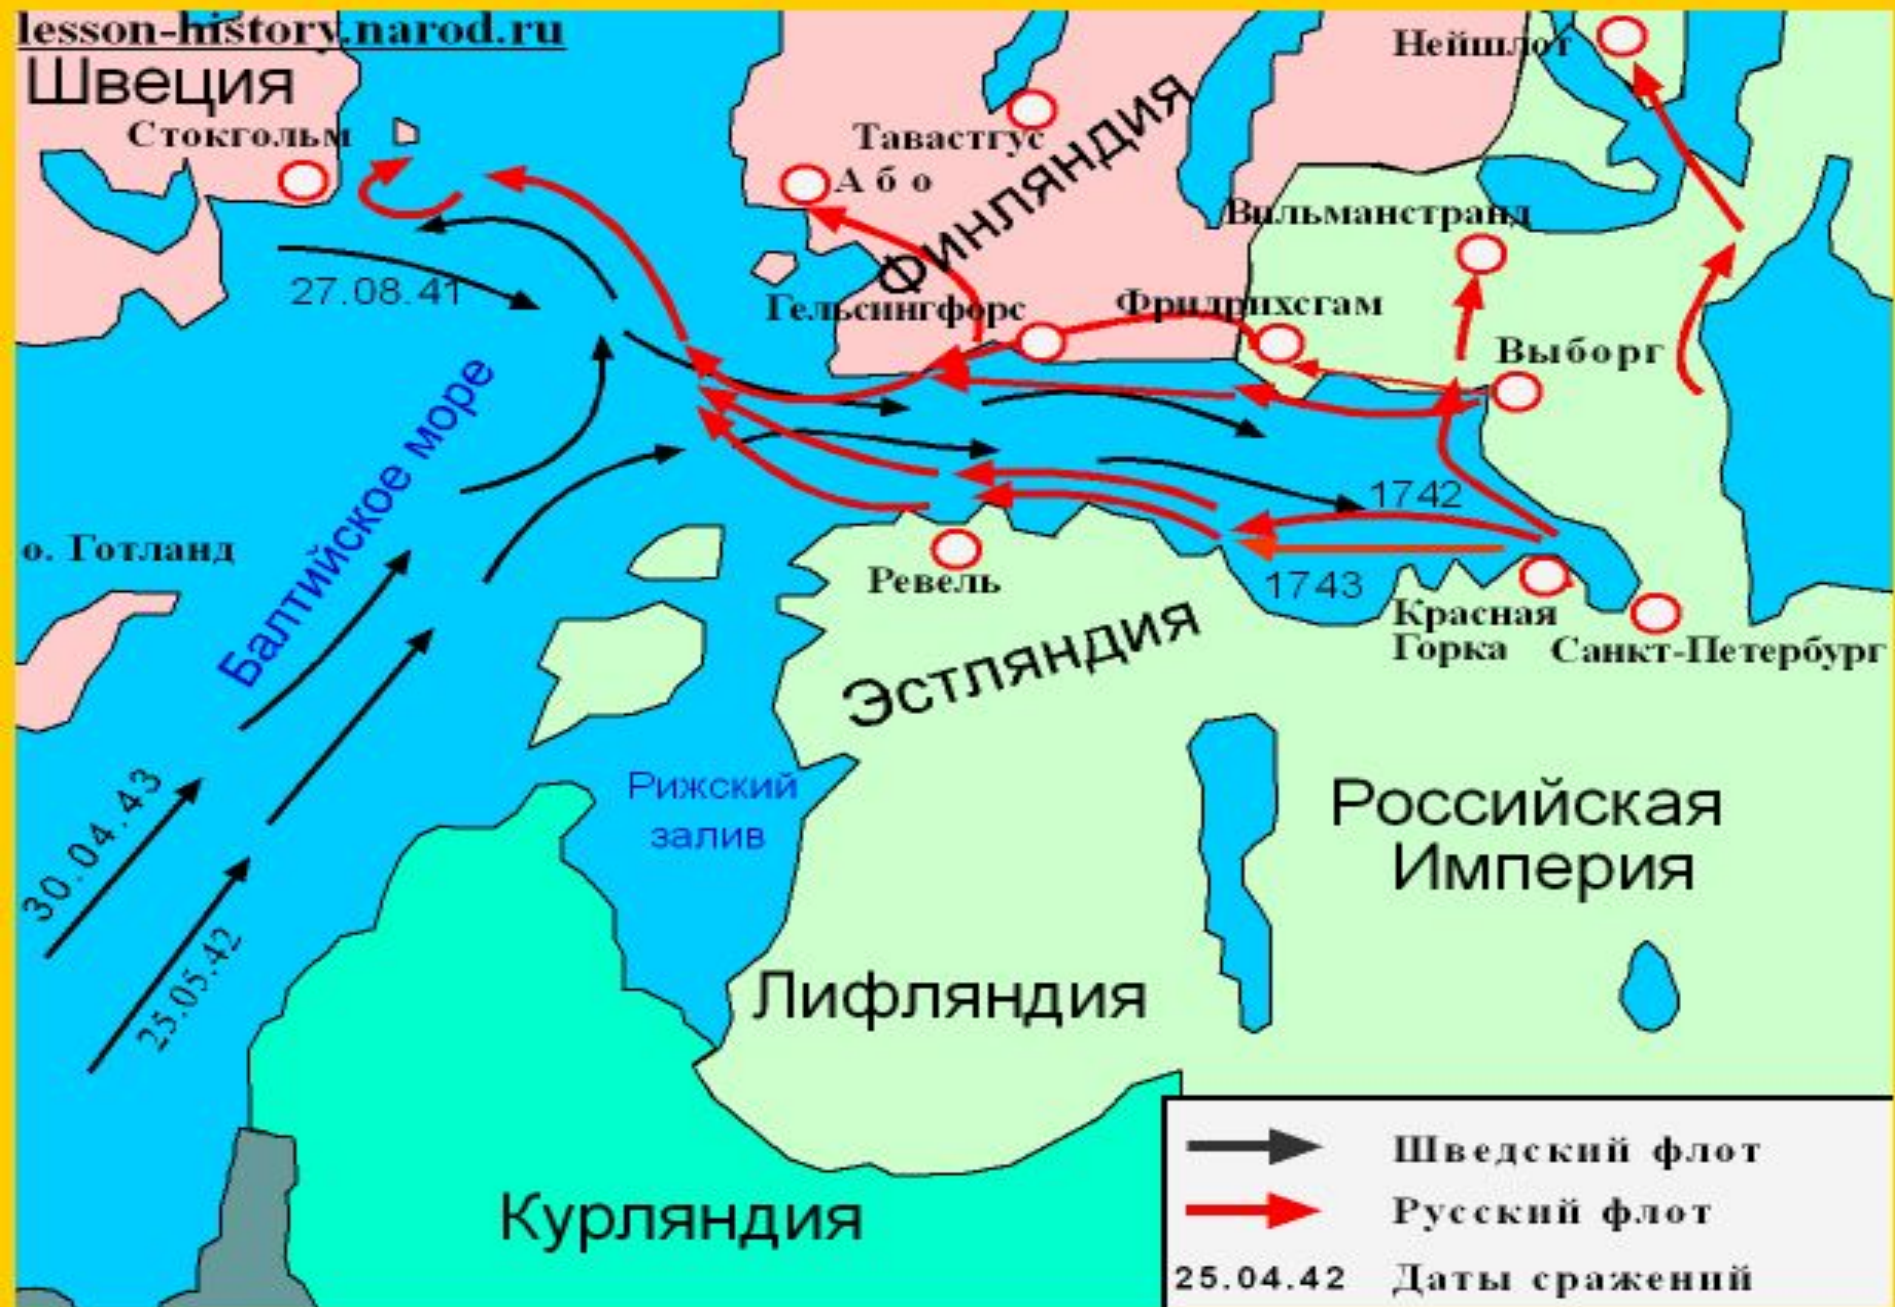 lesson-history.narod.ru
Швеция
Стокгольм
Нейшлот
Тавастгус
Або
Финляндия
Вильманстранд
27.08.41
Гельсингфорс
Фридрихсгам
Выборг
Балтийское море
1742
о. Готланд
Ревель
1743
Красная
Горка
Санкт-Петербург
Эстляндия
30.04.43
Рижский
залив
Российская
Империя
25.05.42
Лифляндия
Курляндия
Шведский флот
Русский флот
25.04.42 Даты сражений